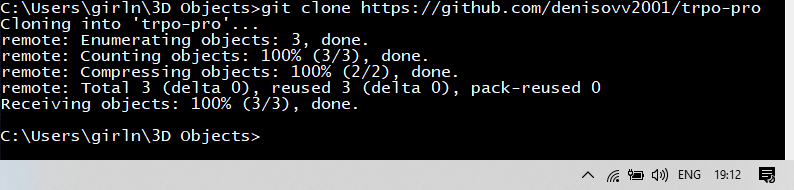 C:\Users\girln\3D Objects>git clone https://github.com/denisovv2001/trpo-pro
Cloning into 'trpo-pro'...
remote: Enumerating objects: 3, done.
remote: Counting objects: 100% (3/3), done.
remote: Compressing objects: 100% (2/2), done.
remote: Total 3 (delta 0), reused 3 (delta 0), pack-reused 0
Receiving objects: 100% (3/3), done.
C:\Users\girln\3D Objects>
ENG 19:12